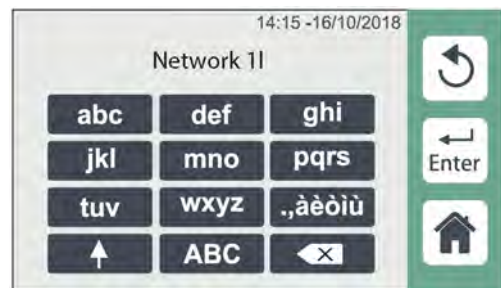 14:15 -16/10/2018
Network 1l
abc def ghi
jkl mno pqrs
Enter
tuv wxyz .,àèòìù
ABC